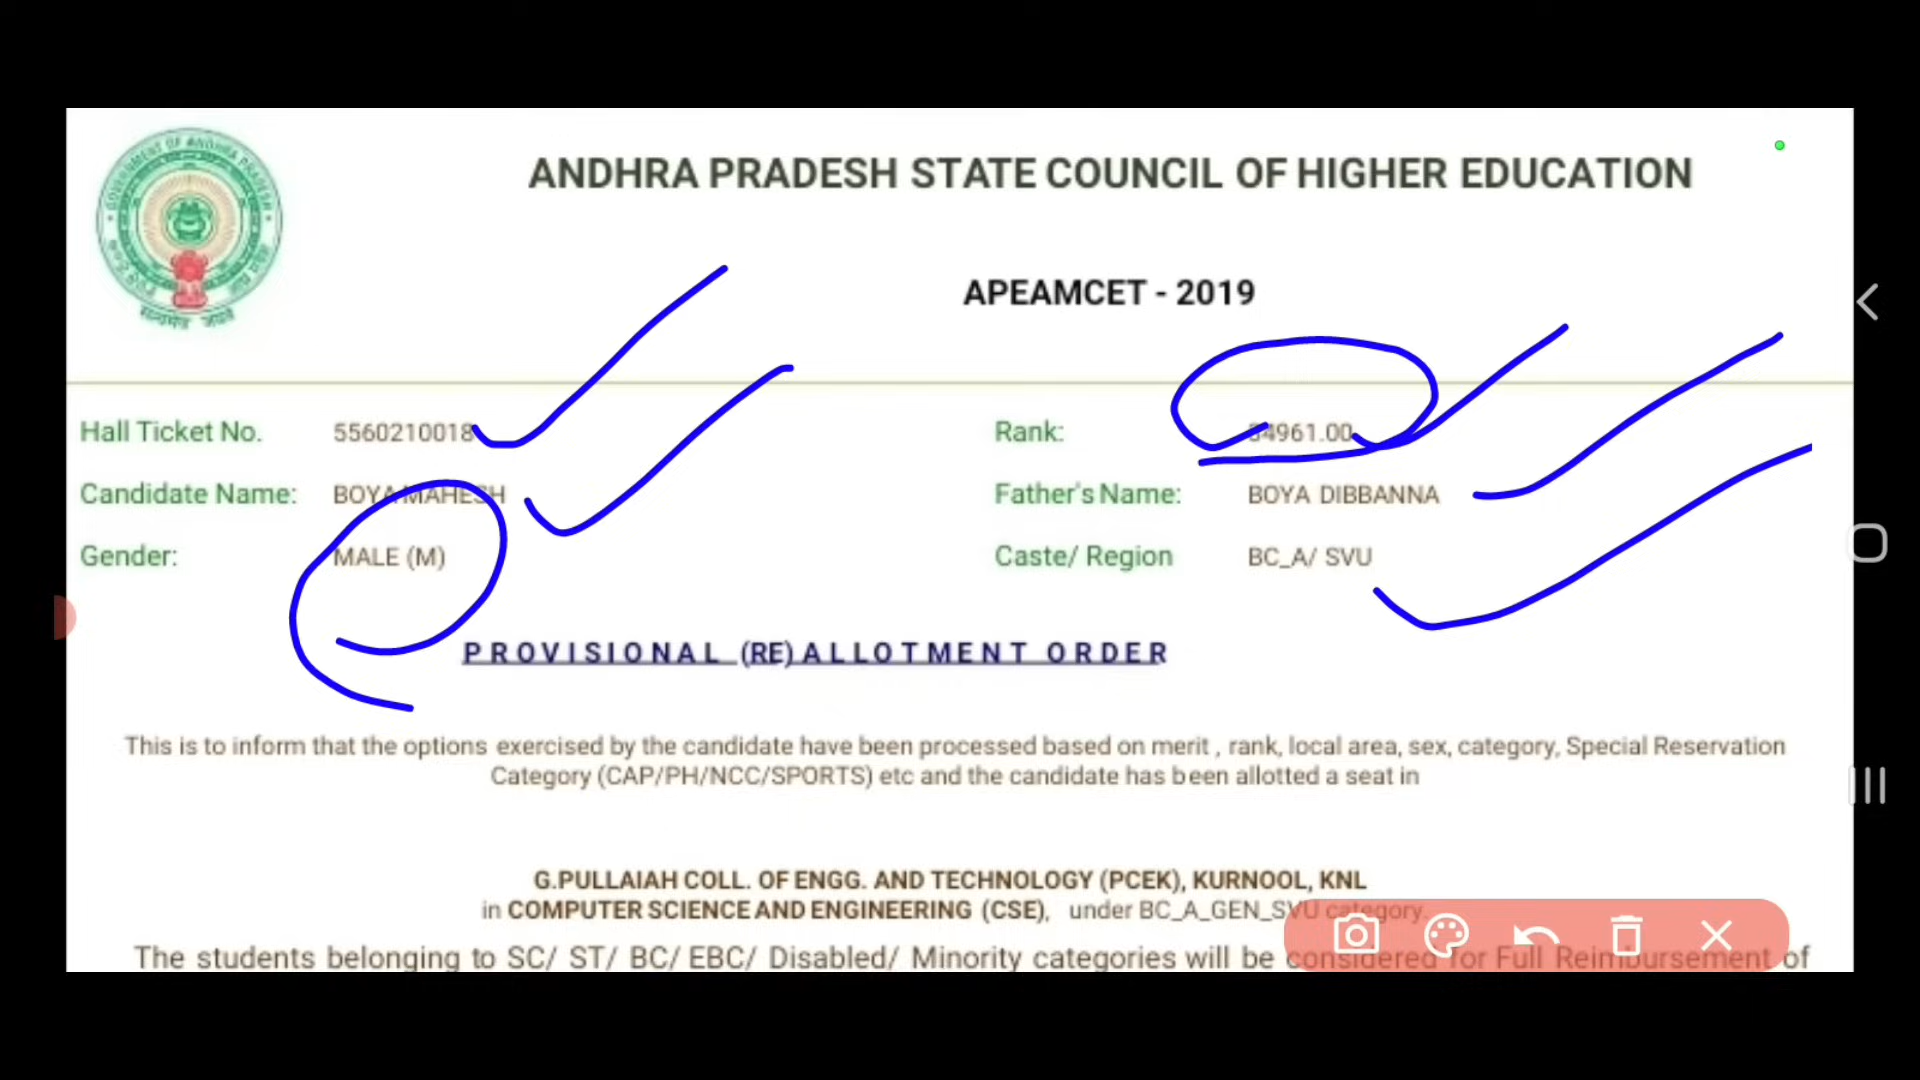 ANDHRA PRADESH STATE COUNCIL OF HIGHER EDUCATION
APEAMCET - 2019
Hall Ticket No. 5560210018 Rank:
Candidate Name: BOYA MAHESH Father's Name: BOYA DIBBANNA
Gender: MALE (M) Caste/ Region BC_A/ SVU
PROVISIONAL (RE)ALLOTMENT ORDER
This is to inform that the options exercised by the candidate have been processed based on merit , rank, local area, sex, category, Special Reservation
Category (CAP/PH/NCC/SPORTS) etc and the candidate has been allotted a seat in
G.PULLAIAH COLL. OF ENGG. AND TECHNOLOGY (PCEK), KURNOOL, KNL
in COMPUTER SCIENCE AND ENGINEERING (CSE), under BC_A_GEN_SVU category.
The students belonging to SC/ ST/ BC/ EBC/ Disabled/ Minority categories will be considered for Full Reimbursement of